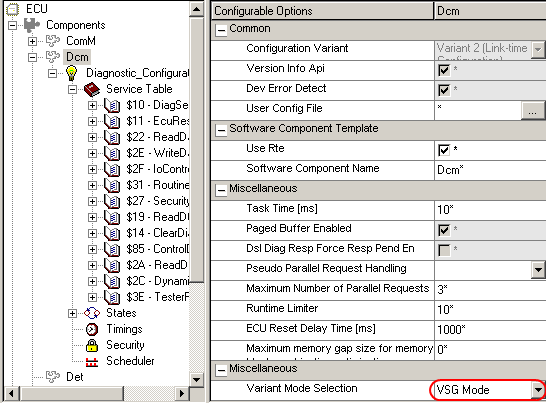 ECU
Components
ComM
Dcm
Diagnostic_Configural
Service Table
$10 - DiagSe
$11 - EcuRes
$22 - ReadD
$2E - WriteD
$2F - IoContr
$31 - Routine
$27 - Security
$19 - ReadD
$14 - ClearDi
$85 - ControlD
$2A - ReadD
$2C - Dynami
$3E - TesterF
States
Timings
Security
Scheduler
Det
Configurable Options Dcm
Common
Configuration Variant Variant 2 (Link-time
Version Info Api *
Dev Error Detect *
User Config File * ...
Software Component Template
Use Rte *
Software Component Name Dcm*
Miscellaneous
Task Time [ms] 10*
Paged Buffer Enabled *
Dsl Diag Resp Force Resp Pend En *
Pseudo Parallel Request Handling
Maximum Number of Parallel Requests 3*
Runtime Limiter 10*
ECU Reset Delay Time [ms] 1000*
Maximum memory gap size for memory 0*
Miscellaneous
Variant Mode Selection VSG Mode